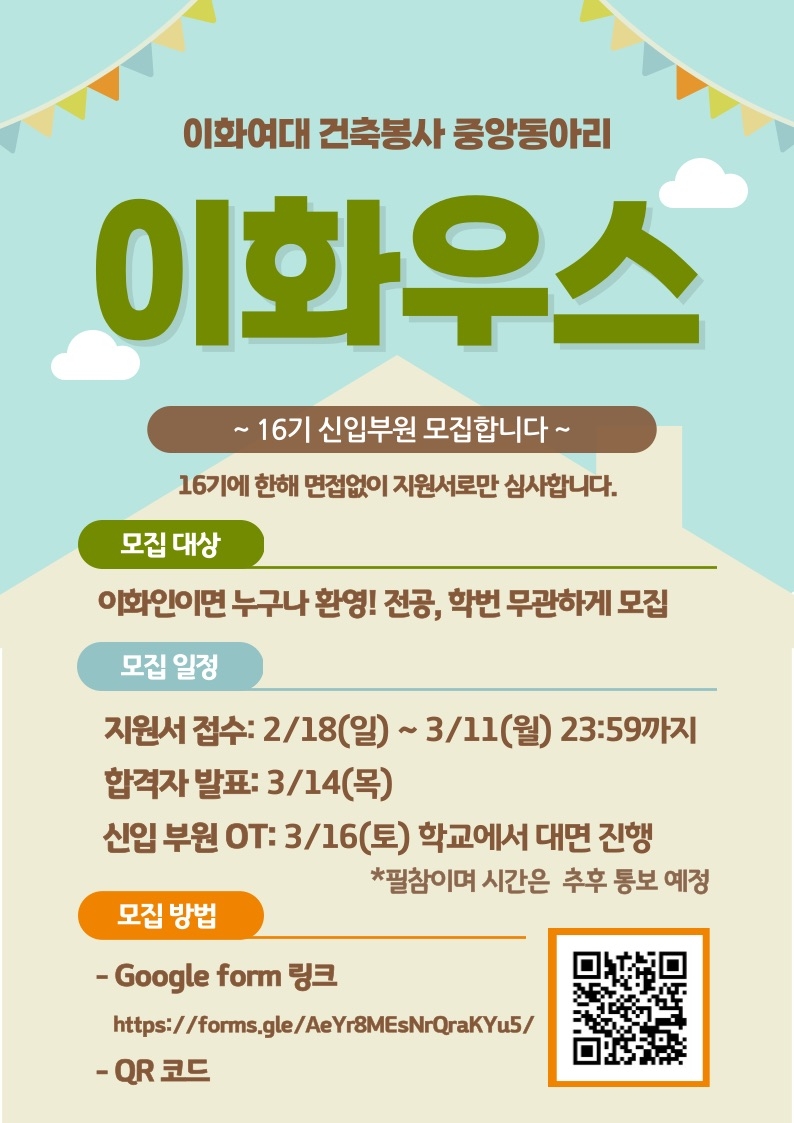 이화여대 건축봉사 중앙동아리
이화우스
~ 16기 신입부원 모집합니다 ~
16기에 한해 면접없이 지원서로만 심사합니다.
모집 대상
이화인이면 누구나 환영! 전공, 학번 무관하게 모집
모집 일정
지원서 접수: 2/18(일) ~ 3/11(월) 23:59까지
합격자 발표: 3/14(목)
신입 부원 OT: 3/16(토) 학교에서 대면 진행
*필참이며 시간은 추후 통보 예정
모집 방법
- Google form 링크
https://forms.gle/AeYr8MEsNrQraKYu5/
- QR 코드